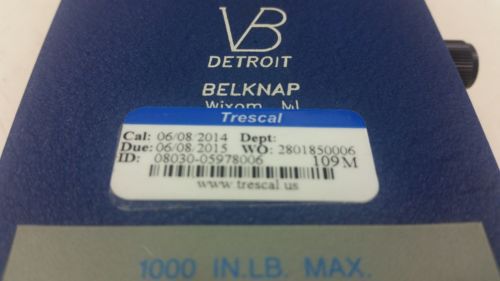 VB
DETROIT
BELKNAP
Wixom, MI
Trescal
Cal: 06/08/2014 Dept:
Due: 06/08/2015 WO: 2801850006
ID: 08030-05978006 109M
www.trescal.us
1000 IN.LB. MAX.